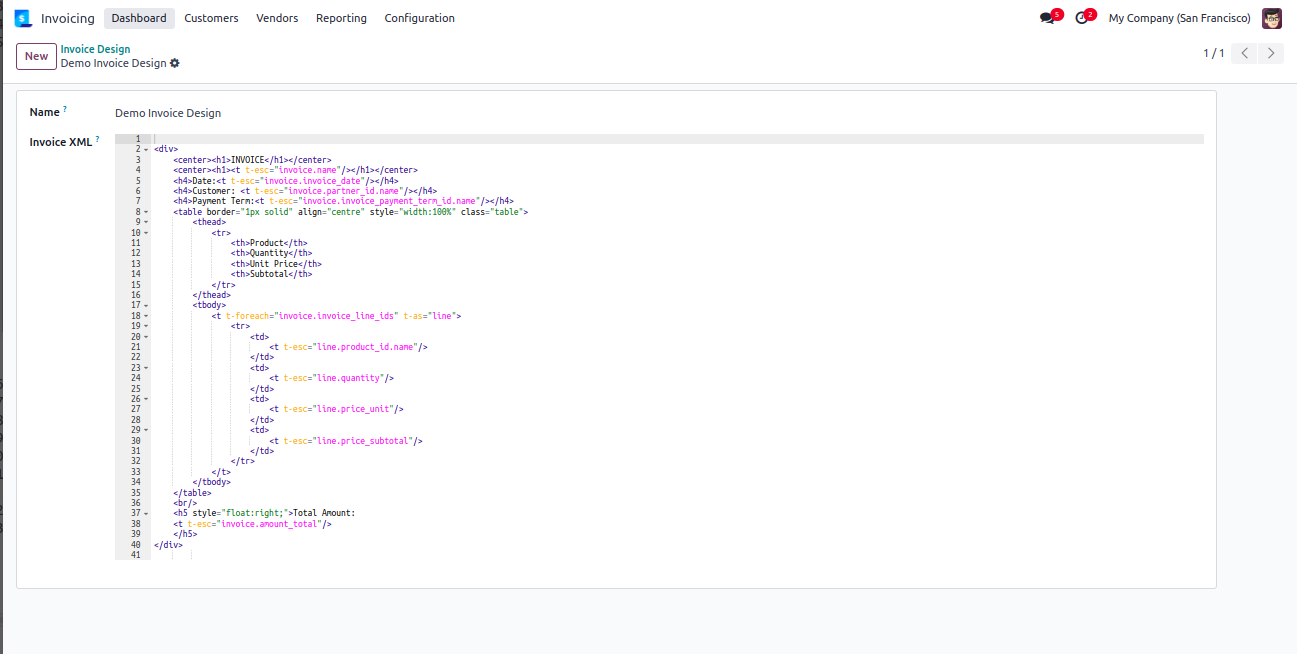 Invoicing Dashboard Customers Vendors Reporting Configuration 5 2 My Company (San Francisco)
New Invoice Design 1 / 1
Demo Invoice Design
Name ? Demo Invoice Design
Invoice XML ?
1
2 <div>
3 <center><h1>INVOICE</h1></center>
4 <center><h1><t t-esc="invoice.name"/></h1></center>
5 <h4>Date:<t t-esc="invoice.invoice_date"/></h4>
6 <h4>Customer: <t t-esc="invoice.partner_id.name"/></h4>
7 <h4>Payment Term:<t t-esc="invoice.invoice_payment_term_id.name"/></h4>
8 <table border="1px solid" align="centre" style="width:100%" class="table">
9 <thead>
10 <tr>
11 <th>Product</th>
12 <th>Quantity</th>
13 <th>Unit Price</th>
14 <th>Subtotal</th>
15 </tr>
16 </thead>
17 <tbody>
18 <t t-foreach="invoice.invoice_line_ids" t-as="line">
19 <tr>
20 <td>
21 <t t-esc="line.product_id.name"/>
22 </td>
23 <td>
24 <t t-esc="line.quantity"/>
25 </td>
26 <td>
27 <t t-esc="line.price_unit"/>
28 </td>
29 <td>
30 <t t-esc="line.price_subtotal"/>
31 </td>
32 </tr>
33 </t>
34 </tbody>
35 </table>
36 <br/>
37 <h5 style="float:right;">Total Amount:
38 <t t-esc="invoice.amount_total"/>
39 </h5>
40 </div>
41